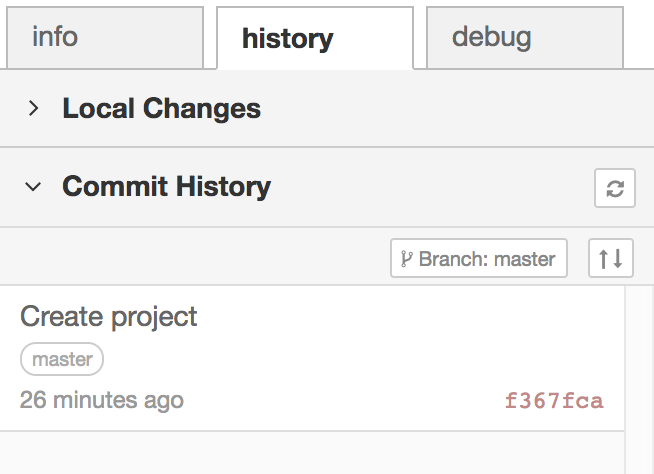 info history debug
Local Changes
Commit History
Branch: master
Create project
master
26 minutes ago f367fca